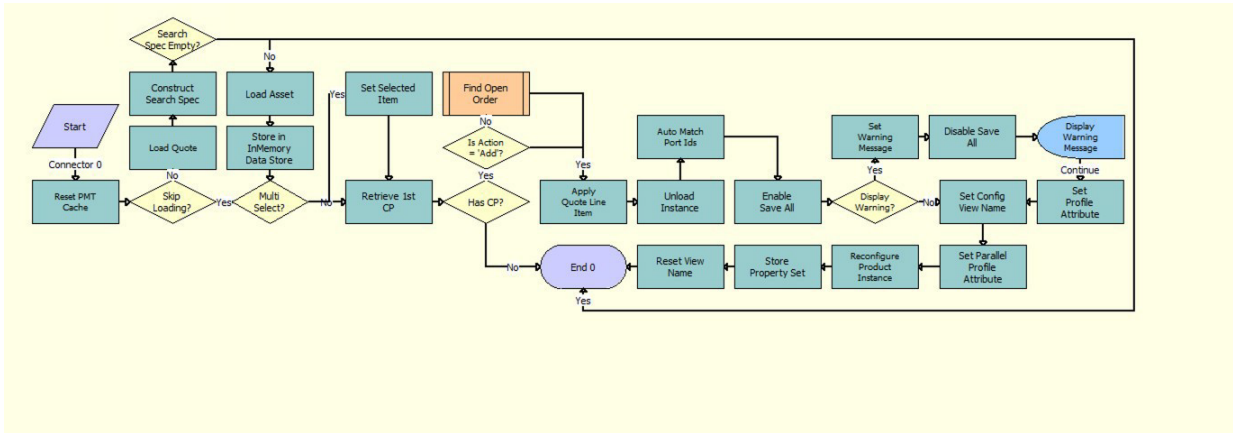 Search
Spec Empty?
No
Construct
Search Spec
Load Asset
Yes
Set Selected
Item
Find Open
Order
Start
Load Quote
Store in
InMemory
Data Store
No
Is Action
= 'Add'?
Auto Match
Port Ids
Set
Warning
Message
Disable Save
All
Display
Warning
Message
Connector 0
No
Yes
Yes
Yes
Continue
Reset PMT
Cache
Skip
Loading?
Yes
Multi
Select?
No
Retrieve 1st
CP
Has CP?
Apply
Quote Line
Item
Unload
Instance
Enable
Save All
Display
Warning?
No
Set Config
View Name
Set
Profile
Attribute
No
End 0
Reset View
Name
Store
Property Set
Reconfigure
Product
Instance
Set Parallel
Profile
Attribute
Yes